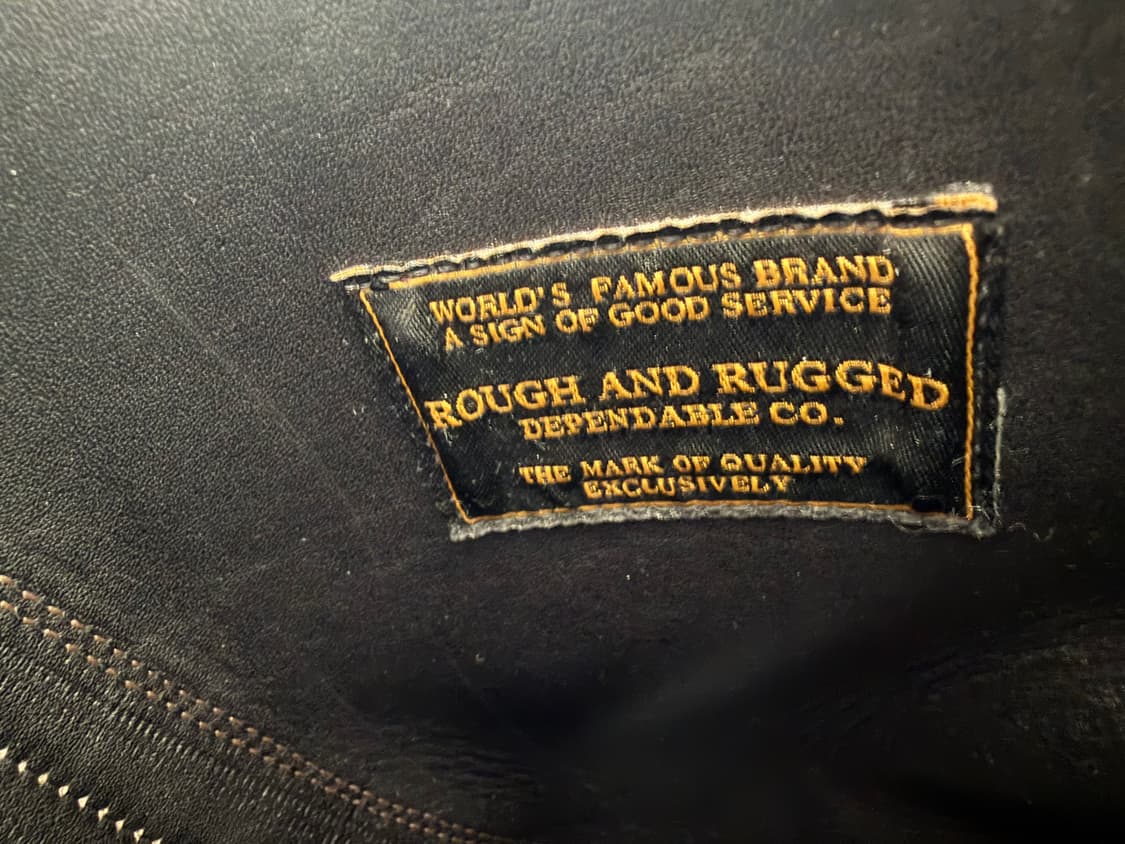 WORLD'S FAMOUS BRAND
A SIGN OF GOOD SERVICE
ROUGH AND RUGGED
DEPENDABLE CO.
THE MARK OF QUALITY
EXCLUSIVELY